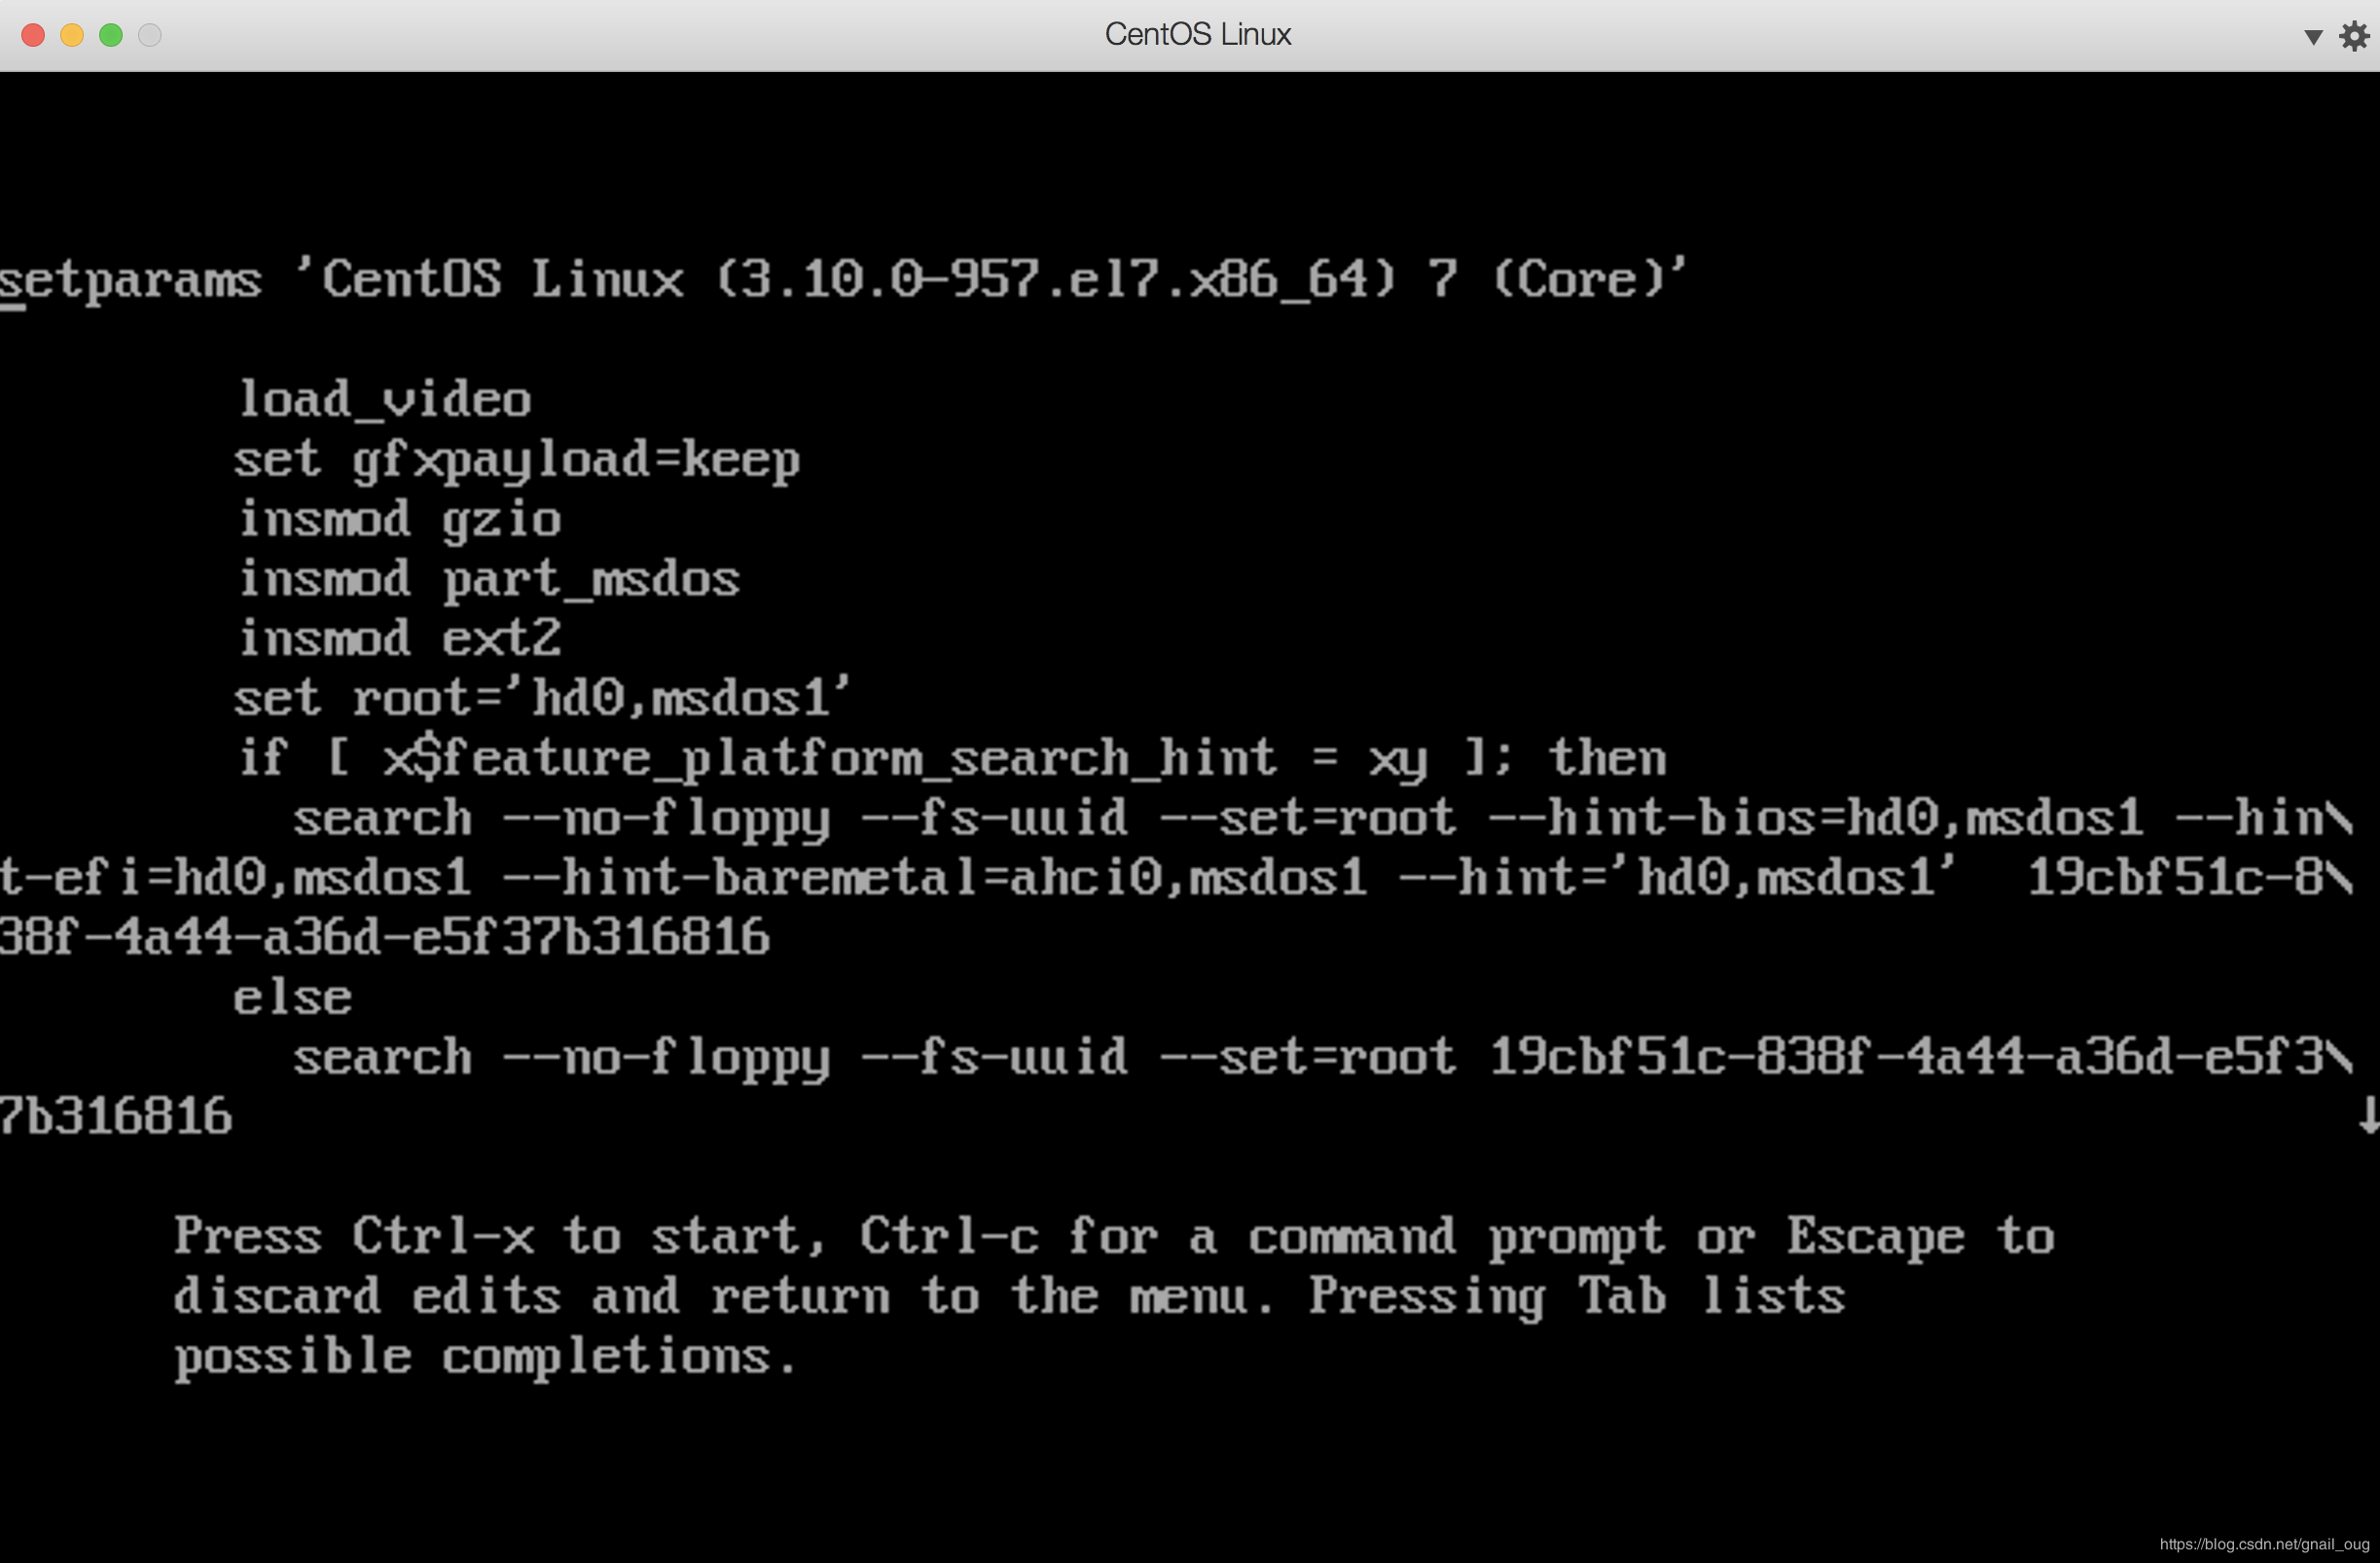 CentOS Linux
setparams 'CentOS Linux (3.10.0-957.el7.x86_64) 7 (Core)'
load_video
set gfxpayload=keep
insmod gzio
insmod part_msdos
insmod ext2
set root='hd0,msdos1'
if [ x$feature_platform_search_hint = xy ]; then
search --no-floppy --fs-uuid --set=root --hint-bios=hd0,msdos1 --hin\
t-efi=hd0,msdos1 --hint-baremetal=ahci0,msdos1 --hint='hd0,msdos1'  19cbf51c-8\
38f-4a44-a36d-e5f37b316816
else
search --no-floppy --fs-uuid --set=root 19cbf51c-838f-4a44-a36d-e5f3\
7b316816
Press Ctrl-x to start, Ctrl-c for a command prompt or Escape to
discard edits and return to the menu. Pressing Tab lists
possible completions.
https://blog.csdn.net/gnail_oug